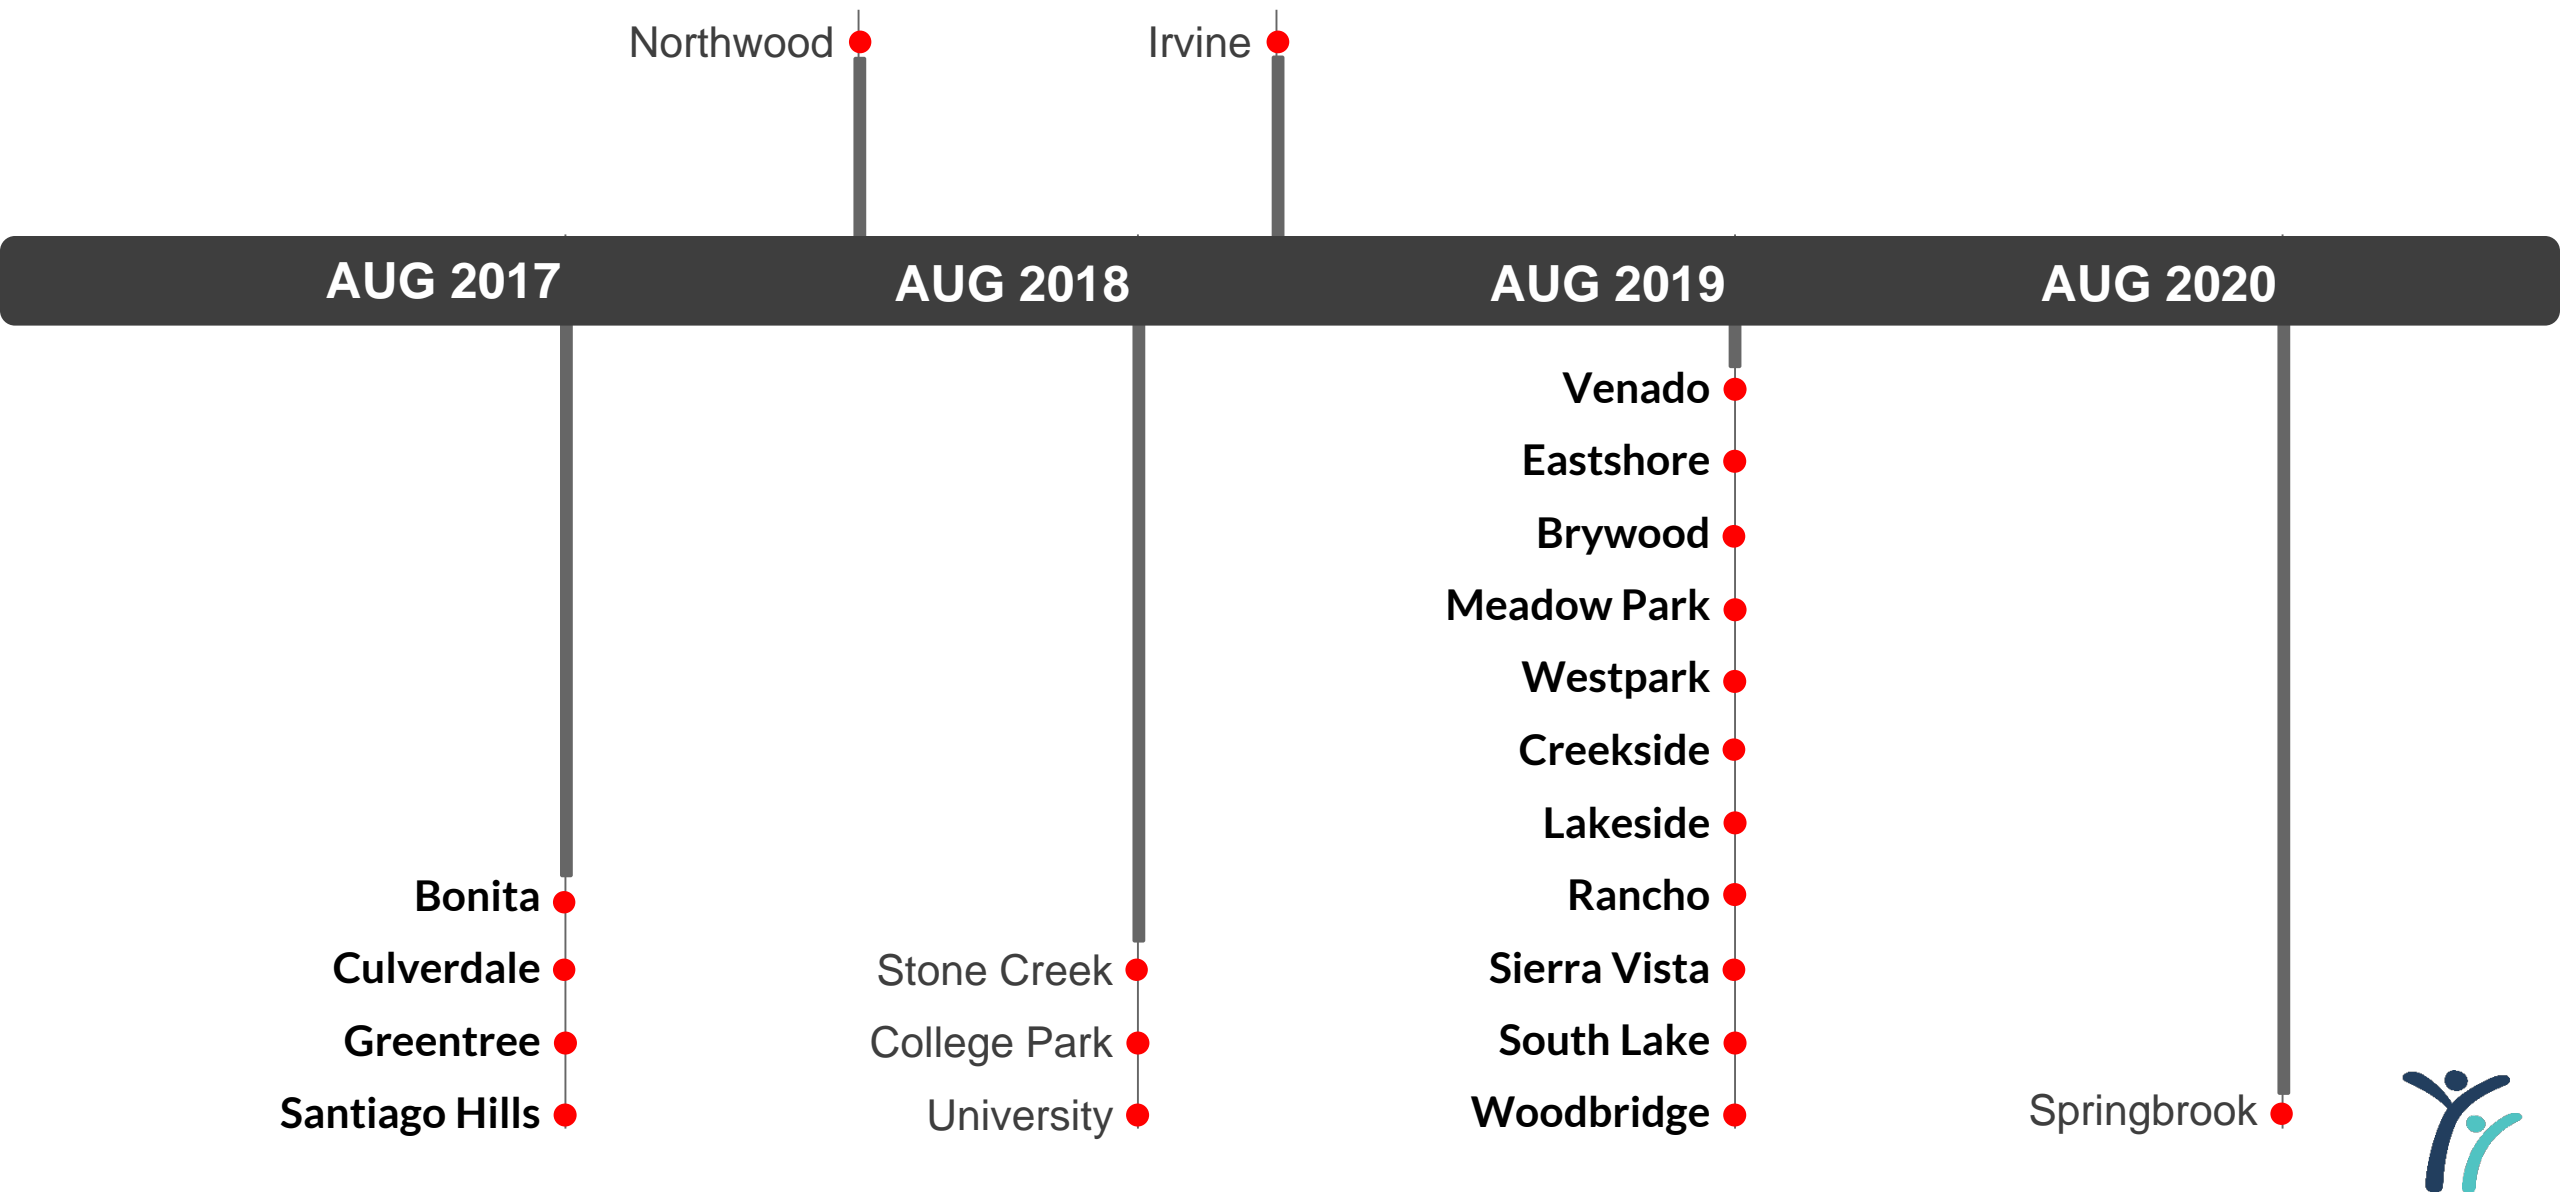 Northwood
Irvine
AUG 2017
AUG 2018
AUG 2019
AUG 2020
Bonita
Culverdale
Greentree
Santiago Hills
Stone Creek
College Park
University
Venado
Eastshore
Brywood
Meadow Park
Westpark
Creekside
Lakeside
Rancho
Sierra Vista
South Lake
Woodbridge
Springbrook